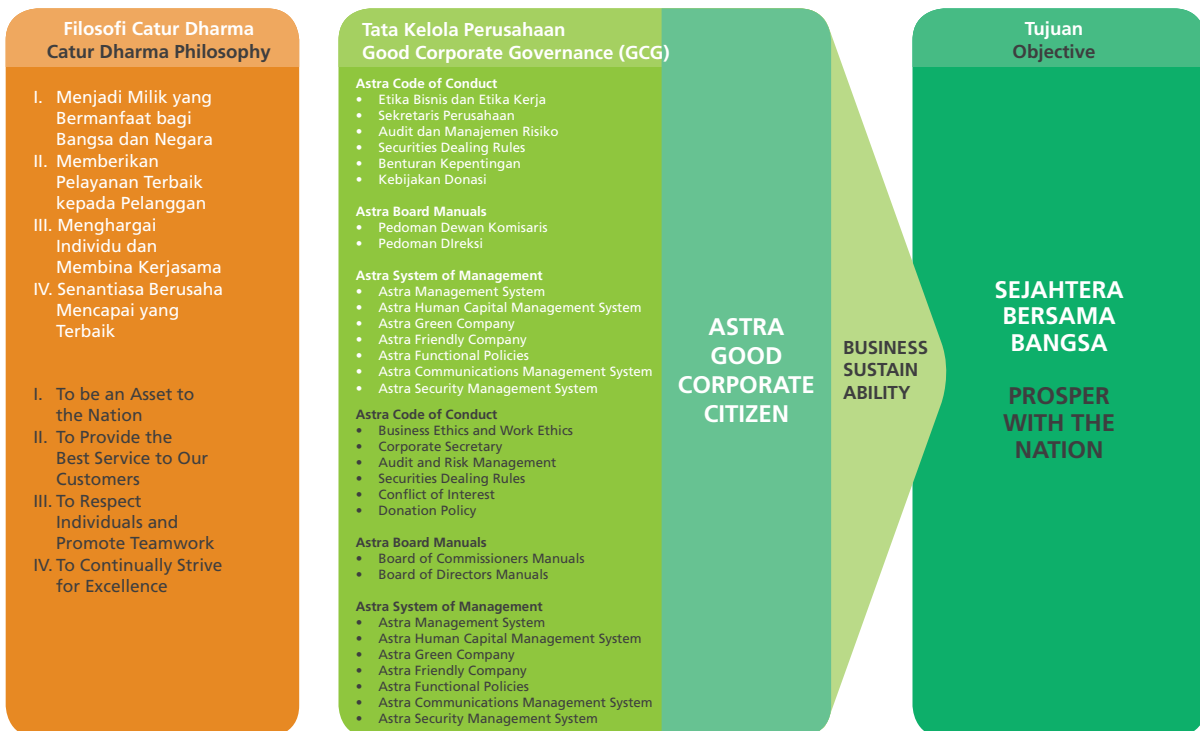 Filosofi Catur Dharma
Catur Dharma Philosophy
I. Menjadi Milik yang
Bermanfaat bagi
Bangsa dan Negara
II. Memberikan
Pelayanan Terbaik
kepada Pelanggan
III. Menghargai
Individu dan
Membina Kerjasama
IV. Senantiasa Berusaha
Mencapai yang
Terbaik
I. To be an Asset to
the Nation
II. To Provide the
Best Service to Our
Customers
III. To Respect
Individuals and
Promote Teamwork
IV. To Continually Strive
for Excellence
Tata Kelola Perusahaan
Good Corporate Governance (GCG)
Astra Code of Conduct
• Etika Bisnis dan Etika Kerja
• Sekretaris Perusahaan
• Audit dan Manajemen Risiko
• Securities Dealing Rules
• Benturan Kepentingan
• Kebijakan Donasi
Astra Board Manuals
• Pedoman Dewan Komisaris
• Pedoman DIreksi
Astra System of Management
• Astra Management System
• Astra Human Capital Management System
• Astra Green Company
• Astra Friendly Company
• Astra Functional Policies
• Astra Communications Management System
• Astra Security Management System
Astra Code of Conduct
• Business Ethics and Work Ethics
• Corporate Secretary
• Audit and Risk Management
• Securities Dealing Rules
• Conflict of Interest
• Donation Policy
Astra Board Manuals
• Board of Commissioners Manuals
• Board of Directors Manuals
Astra System of Management
• Astra Management System
• Astra Human Capital Management System
• Astra Green Company
• Astra Friendly Company
• Astra Functional Policies
• Astra Communications Management System
• Astra Security Management System
ASTRA
GOOD
CORPORATE
CITIZEN
BUSINESS
SUSTAIN
ABILITY
Tujuan
Objective
SEJAHTERA
BERSAMA
BANGSA
PROSPER
WITH THE
NATION